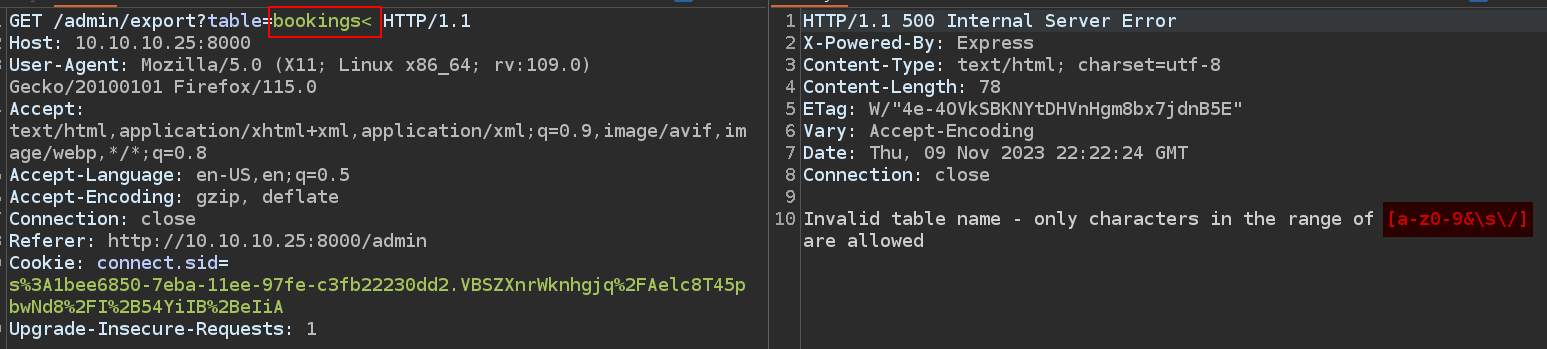 GET /admin/export?table=bookings< HTTP/1.1
Host: 10.10.10.25:8000
User-Agent: Mozilla/5.0 (X11; Linux x86_64; rv:109.0)
Gecko/20100101 Firefox/115.0
Accept:
text/html,application/xhtml+xml,application/xml;q=0.9,image/avif,im
age/webp,*/*;q=0.8
Accept-Language: en-US,en;q=0.5
Accept-Encoding: gzip, deflate
Connection: close
Referer: http://10.10.10.25:8000/admin
Cookie: connect.sid=
s%3A1bee6850-7eba-11ee-97fe-c3fb22230dd2.VBSZXnrWknhgjq%2FAelc8T45p
bwNd8%2FI%2B54YiIB%2BeIiA
Upgrade-Insecure-Requests: 1
1 HTTP/1.1 500 Internal Server Error
2 X-Powered-By: Express
3 Content-Type: text/html; charset=utf-8
4 Content-Length: 78
5 ETag: W/"4e-4OVkSBKNYtDHVnHgm8bx7jdnB5E"
6 Vary: Accept-Encoding
7 Date: Thu, 09 Nov 2023 22:22:24 GMT
8 Connection: close
9
10 Invalid table name - only characters in the range of [a-z0-9&\s\/]
are allowed